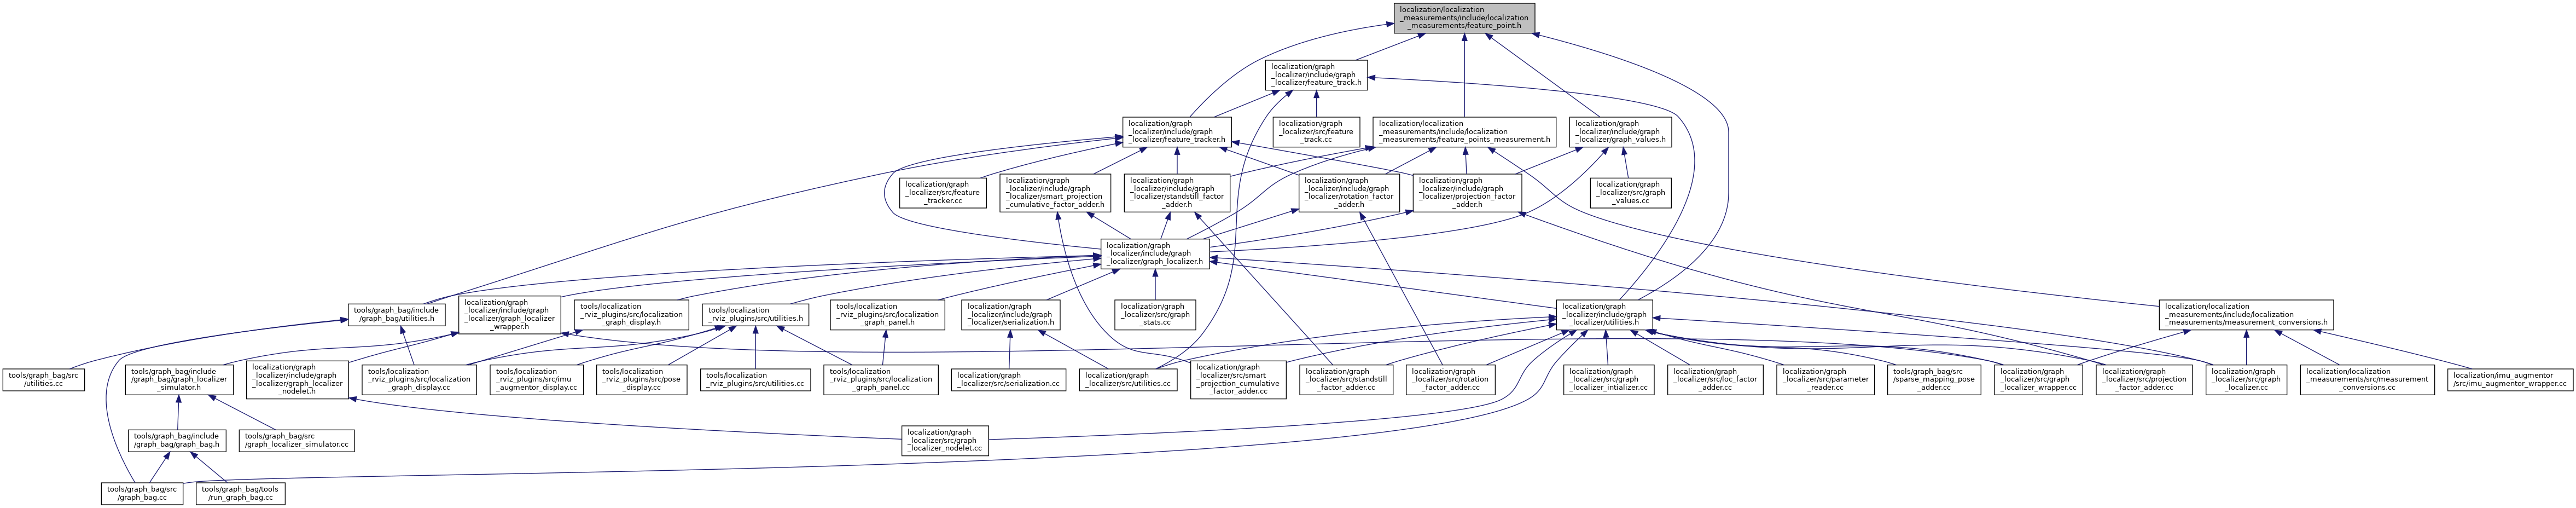 localization/localization
_measurements/include/localization
_measurements/feature_point.h
localization/graph
_localizer/include/graph
_localizer/feature_track.h
localization/graph
_localizer/include/graph
_localizer/feature_tracker.h
localization/graph
_localizer/src/feature
_track.cc
localization/localization
_measurements/include/localization
_measurements/feature_points_measurement.h
localization/graph
_localizer/include/graph
_localizer/graph_values.h
localization/graph
_localizer/src/feature
_tracker.cc
localization/graph
_localizer/include/graph
_localizer/smart_projection
_cumulative_factor_adder.h
localization/graph
_localizer/include/graph
_localizer/standstill_factor
_adder.h
localization/graph
_localizer/include/graph
_localizer/rotation_factor
_adder.h
localization/graph
_localizer/include/graph
_localizer/projection_factor
_adder.h
localization/graph
_localizer/src/graph
_values.cc
localization/graph
_localizer/include/graph
_localizer/graph_localizer.h
tools/graph_bag/include
/graph_bag/utilities.h
localization/graph
_localizer/include/graph
_localizer/graph_localizer
_wrapper.h
tools/localization
_rviz_plugins/src/localization
_graph_display.h
tools/localization
_rviz_plugins/src/utilities.h
tools/localization
_rviz_plugins/src/localization
_graph_panel.h
localization/graph
_localizer/include/graph
_localizer/serialization.h
localization/graph
_localizer/src/graph
_stats.cc
localization/graph
_localizer/include/graph
_localizer/utilities.h
localization/localization
_measurements/include/localization
_measurements/measurement_conversions.h
tools/graph_bag/src
/utilities.cc
tools/graph_bag/include
/graph_bag/graph_localizer
_simulator.h
localization/graph
_localizer/include/graph
_localizer/graph_localizer
_nodelet.h
tools/localization
_rviz_plugins/src/localization
_graph_display.cc
tools/localization
_rviz_plugins/src/imu
_augmentor_display.cc
tools/localization
_rviz_plugins/src/pose
_display.cc
tools/localization
_rviz_plugins/src/utilities.cc
tools/localization
_rviz_plugins/src/localization
_graph_panel.cc
localization/graph
_localizer/src/serialization.cc
localization/graph
_localizer/src/utilities.cc
localization/graph
_localizer/src/smart
_projection_cumulative
_factor_adder.cc
localization/graph
_localizer/src/standstill
_factor_adder.cc
localization/graph
_localizer/src/rotation
_factor_adder.cc
localization/graph
_localizer/src/graph
_localizer_intializer.cc
localization/graph
_localizer/src/loc_factor
_adder.cc
localization/graph
_localizer/src/parameter
_reader.cc
tools/graph_bag/src
/sparse_mapping_pose
_adder.cc
localization/graph
_localizer/src/graph
_localizer_wrapper.cc
localization/graph
_localizer/src/projection
_factor_adder.cc
localization/graph
_localizer/src/graph
_localizer.cc
localization/localization
_measurements/src/measurement
_conversions.cc
localization/imu_augmentor
/src/imu_augmentor_wrapper.cc
tools/graph_bag/include
/graph_bag/graph_bag.h
tools/graph_bag/src
/graph_localizer_simulator.cc
localization/graph
_localizer/src/graph
_localizer_nodelet.cc
tools/graph_bag/src
/graph_bag.cc
tools/graph_bag/tools
/run_graph_bag.cc